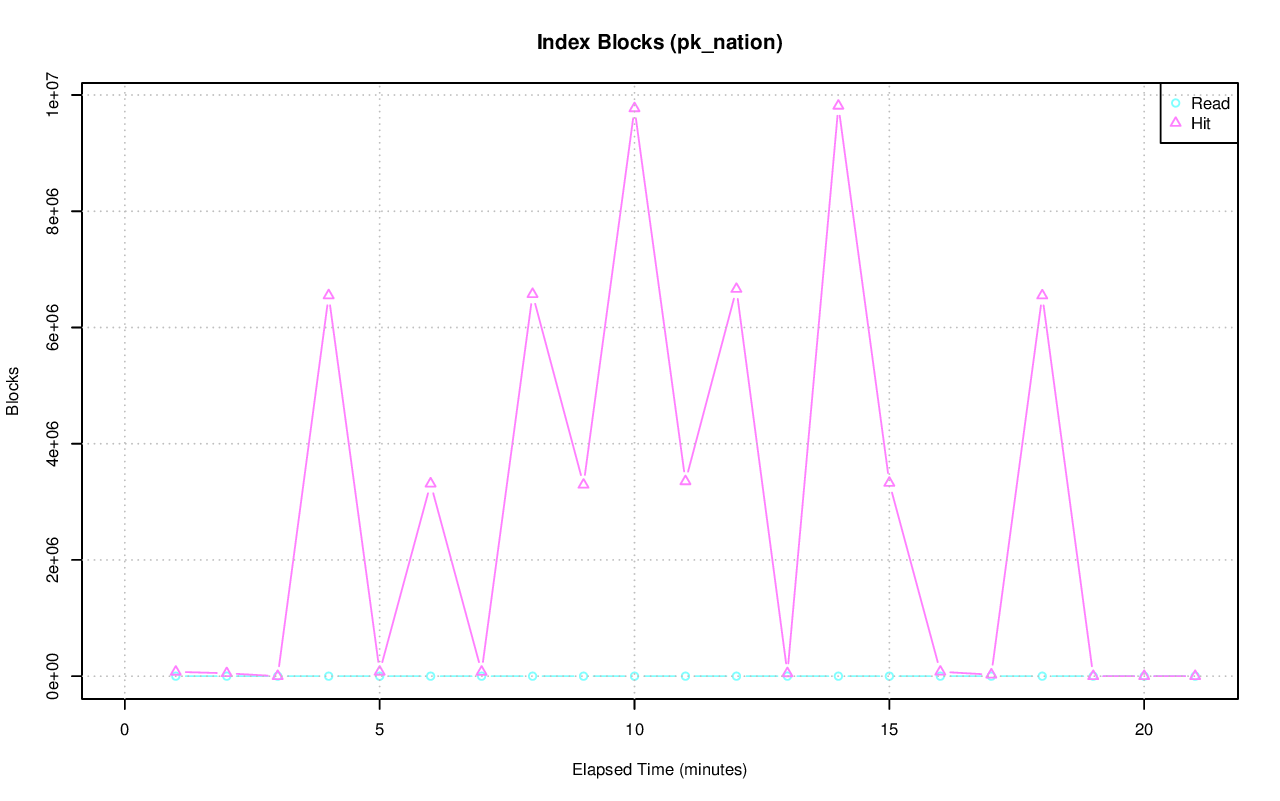 Index Blocks (pk_nation)
Read
Hit
1e+07
8e+06
6e+06
4e+06
2e+06
0e+00
Blocks
0
5
10
15
20
Elapsed Time (minutes)